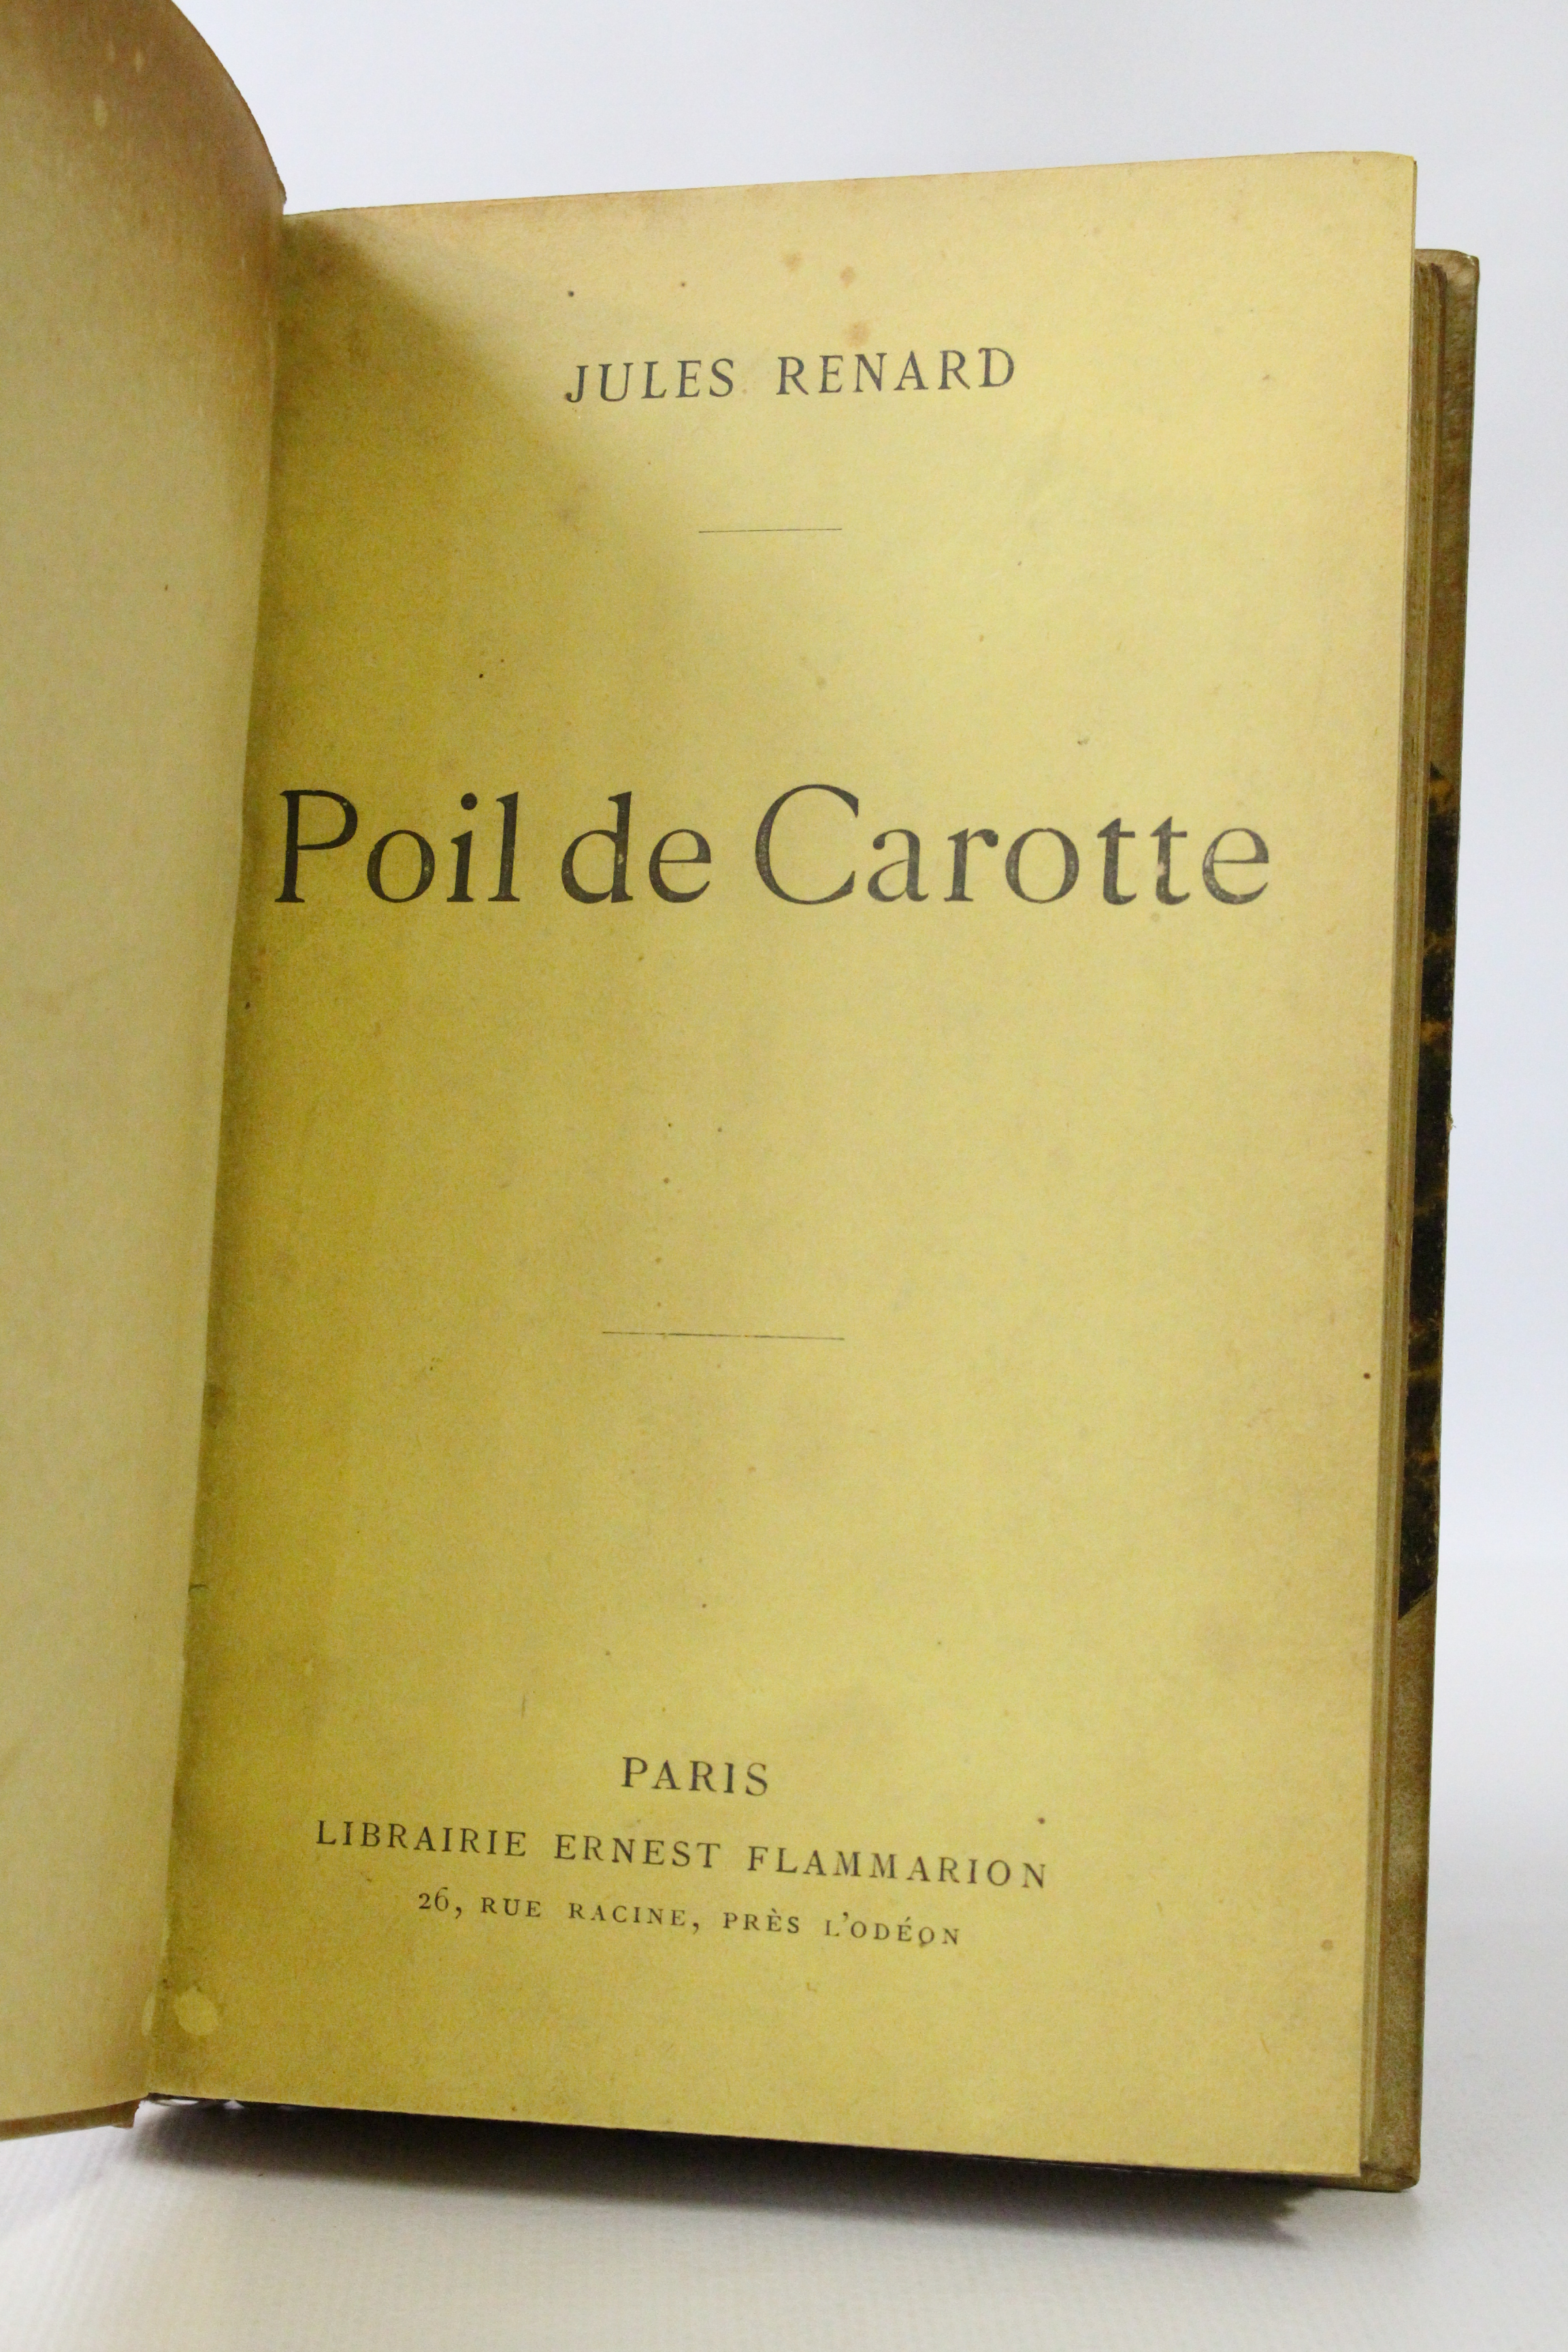 JULES RENARD
Poil de Carotte
PARIS
LIBRAIRIE ERNEST FLAMMARION
26, RUE RACINE, PRÈS L'ODÉON